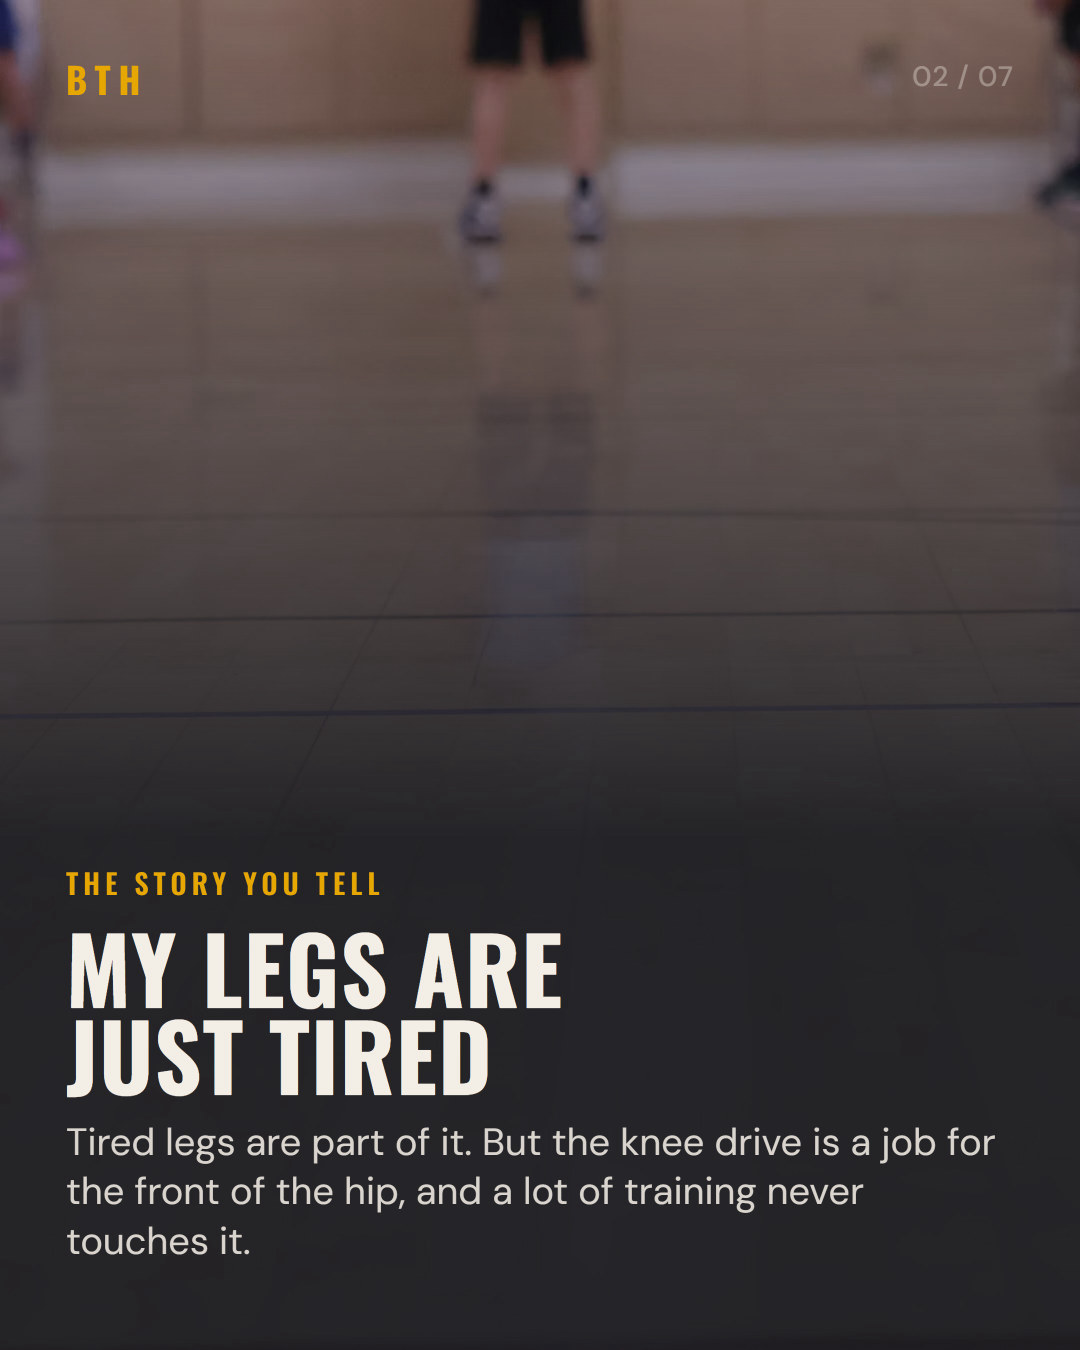 BTH
02 / 07
THE STORY YOU TELL
MY LEGS ARE
JUST TIRED
Tired legs are part of it. But the knee drive is a job for
the front of the hip, and a lot of training never
touches it.